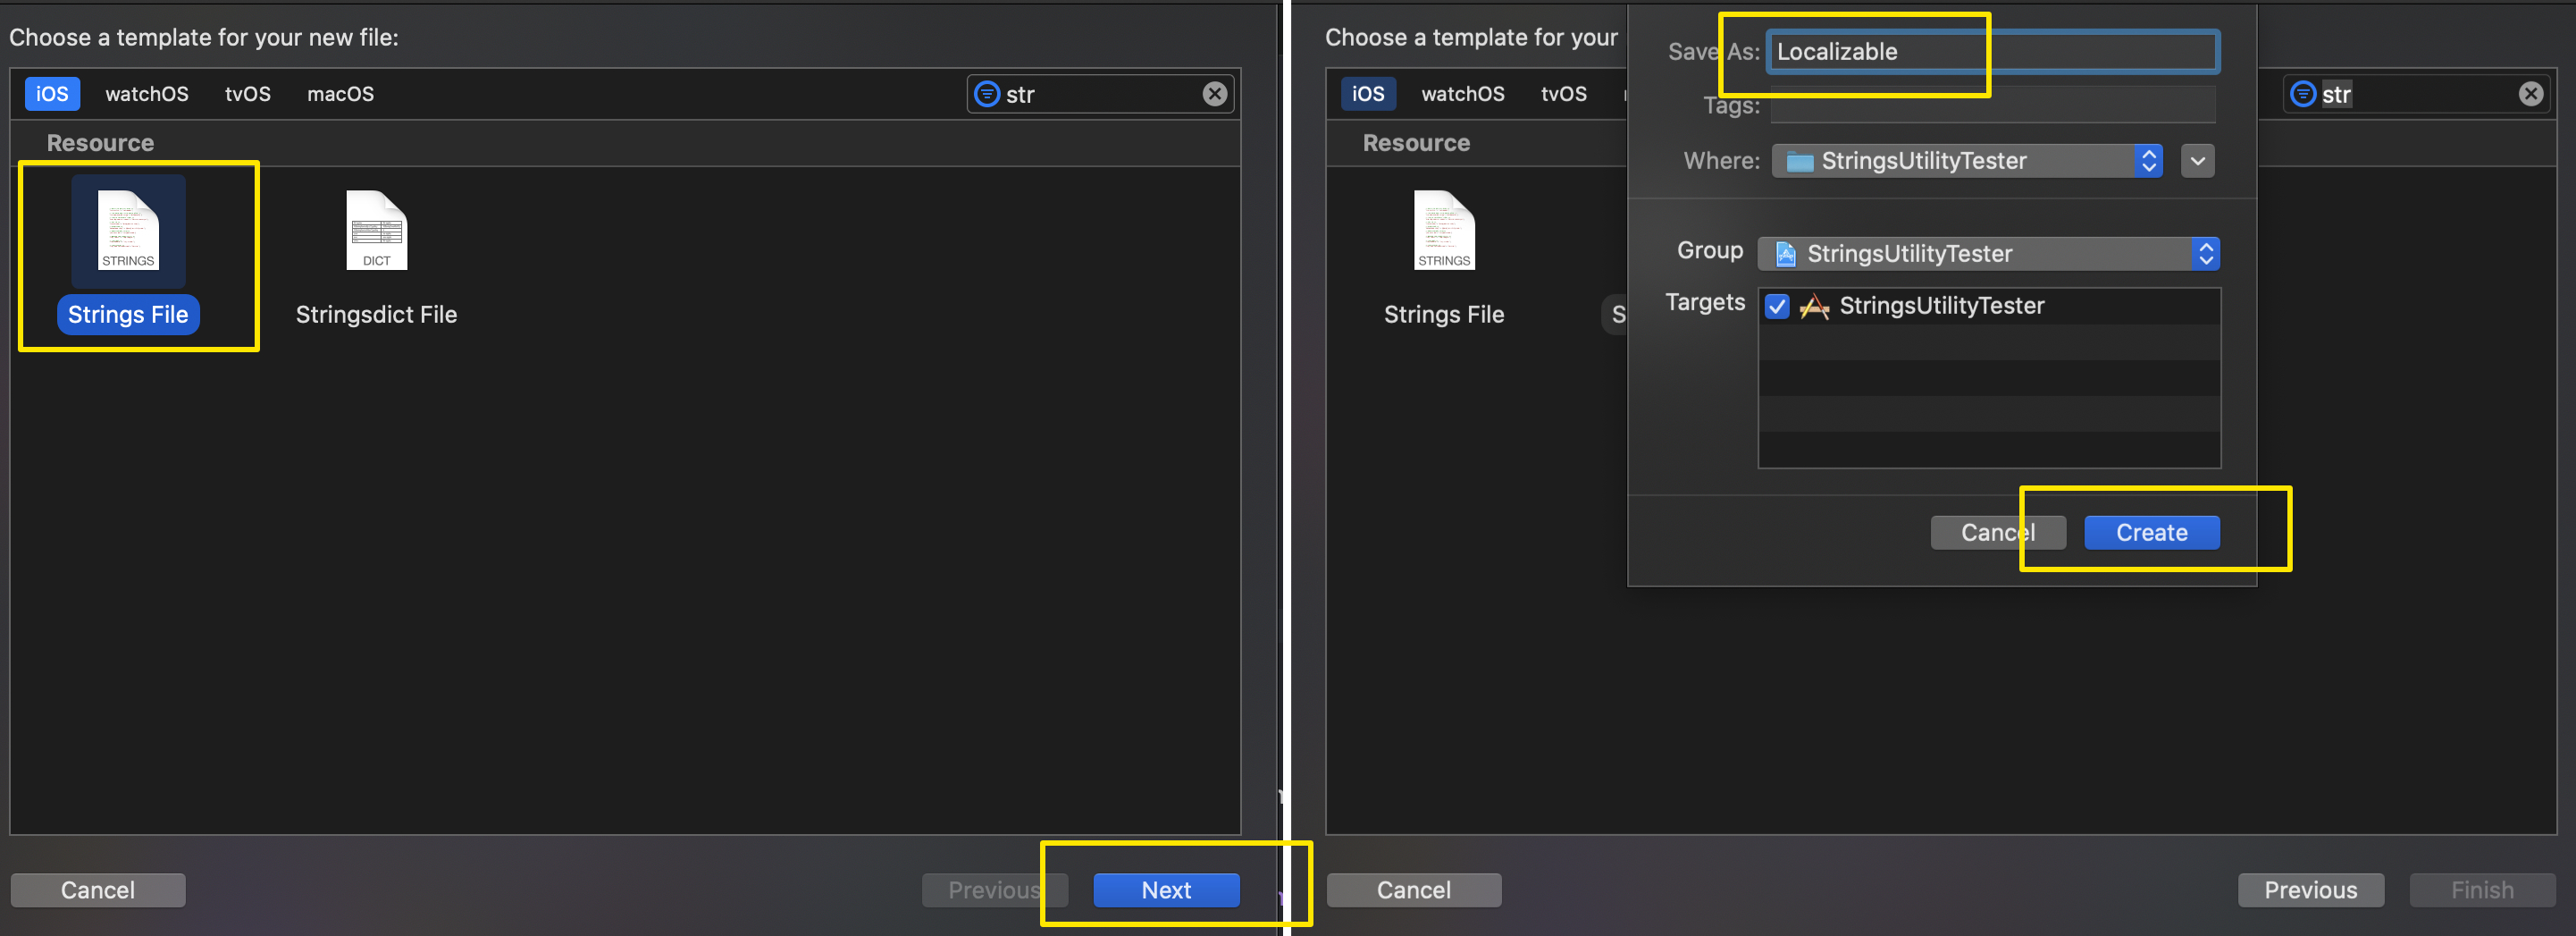 Choose a template for your new file:
iOS watchOS tvOS macOS str
Resource
STRINGS DICT
Strings File Stringsdict File
Cancel Previous Next
Choose a template for your
iOS watchOS tvOS str
Resource
STRINGS
Strings File S
Save As: Localizable
Tags:
Where: StringsUtilityTester
Group StringsUtilityTester
Targets StringsUtilityTester
Cancel Create
Cancel Previous Finish